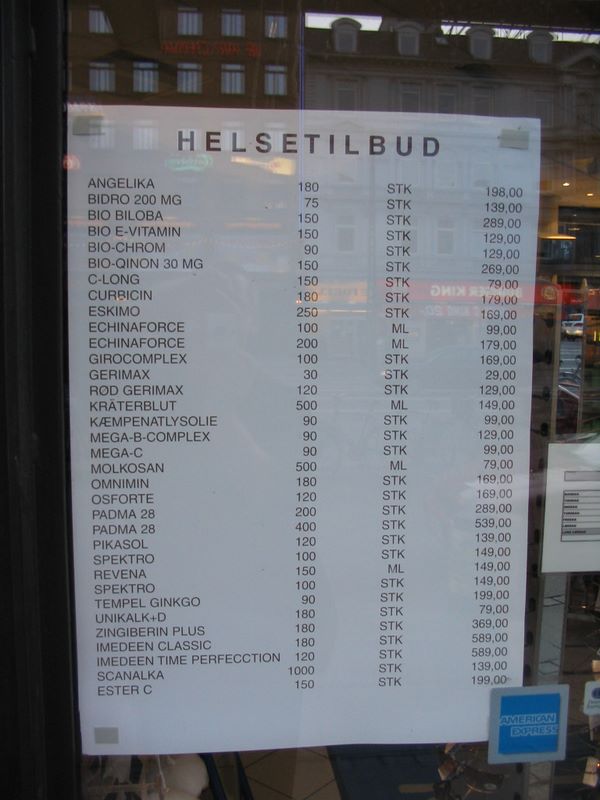 HELSETILBUD
ANGELIKA 180 STK 198,00
BIDRO 200 MG 75 STK 139,00
BIO BILOBA 150 STK 289,00
BIO E-VITAMIN 150 STK 129,00
BIO-CHROM 90 STK 129,00
BIO-QINON 30 MG 150 STK 269,00
C-LONG 150 STK 79,00
CURBICIN 180 STK 179,00
ESKIMO 250 STK 169,00
ECHINAFORCE 100 ML 99,00
ECHINAFORCE 200 ML 179,00
GIROCOMPLEX 100 STK 169,00
GERIMAX 30 STK 29,00
RØD GERIMAX 120 STK 129,00
KRÄTERBLUT 500 ML 149,00
KÆMPENATLYSOLIE 90 STK 99,00
MEGA-B-COMPLEX 90 STK 129,00
MEGA-C 90 STK 99,00
MOLKOSAN 500 ML 79,00
OMNIMIN 180 STK 169,00
OSFORTE 120 STK 169,00
PADMA 28 200 STK 289,00
PADMA 28 400 STK 539,00
PIKASOL 120 STK 139,00
SPEKTRO 100 STK 149,00
REVENA 150 ML 149,00
SPEKTRO 100 STK 149,00
TEMPEL GINKGO 90 STK 199,00
UNIKALK+D 180 STK 79,00
ZINGIBERIN PLUS 180 STK 369,00
IMEDEEN CLASSIC 180 STK 589,00
IMEDEEN TIME PERFECCTION 120 STK 589,00
SCANALKA 1000 STK 139,00
ESTER C 150 STK 199,00
AMERICAN
EXPRESS